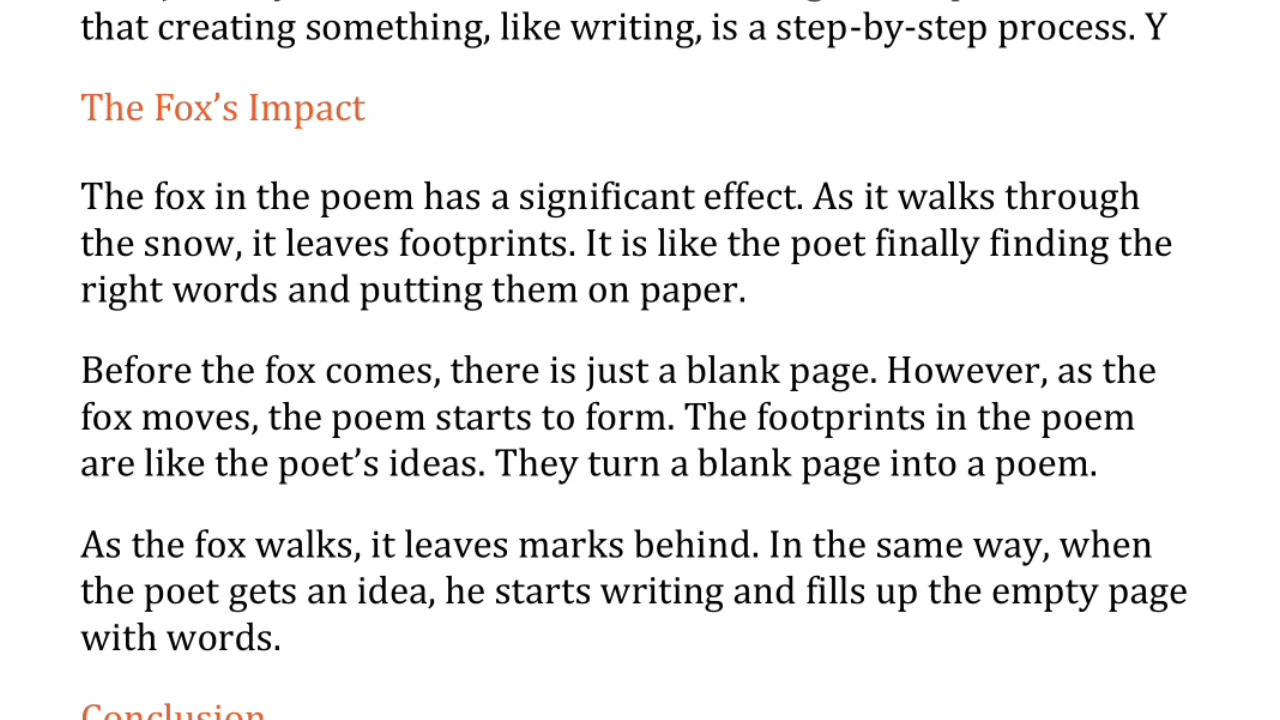 that creating something, like writing, is a step-by-step process. Y
The Fox’s Impact
The fox in the poem has a significant effect. As it walks through
the snow, it leaves footprints. It is like the poet finally finding the
right words and putting them on paper.
Before the fox comes, there is just a blank page. However, as the
fox moves, the poem starts to form. The footprints in the poem
are like the poet’s ideas. They turn a blank page into a poem.
As the fox walks, it leaves marks behind. In the same way, when
the poet gets an idea, he starts writing and fills up the empty page
with words.
Conclusion